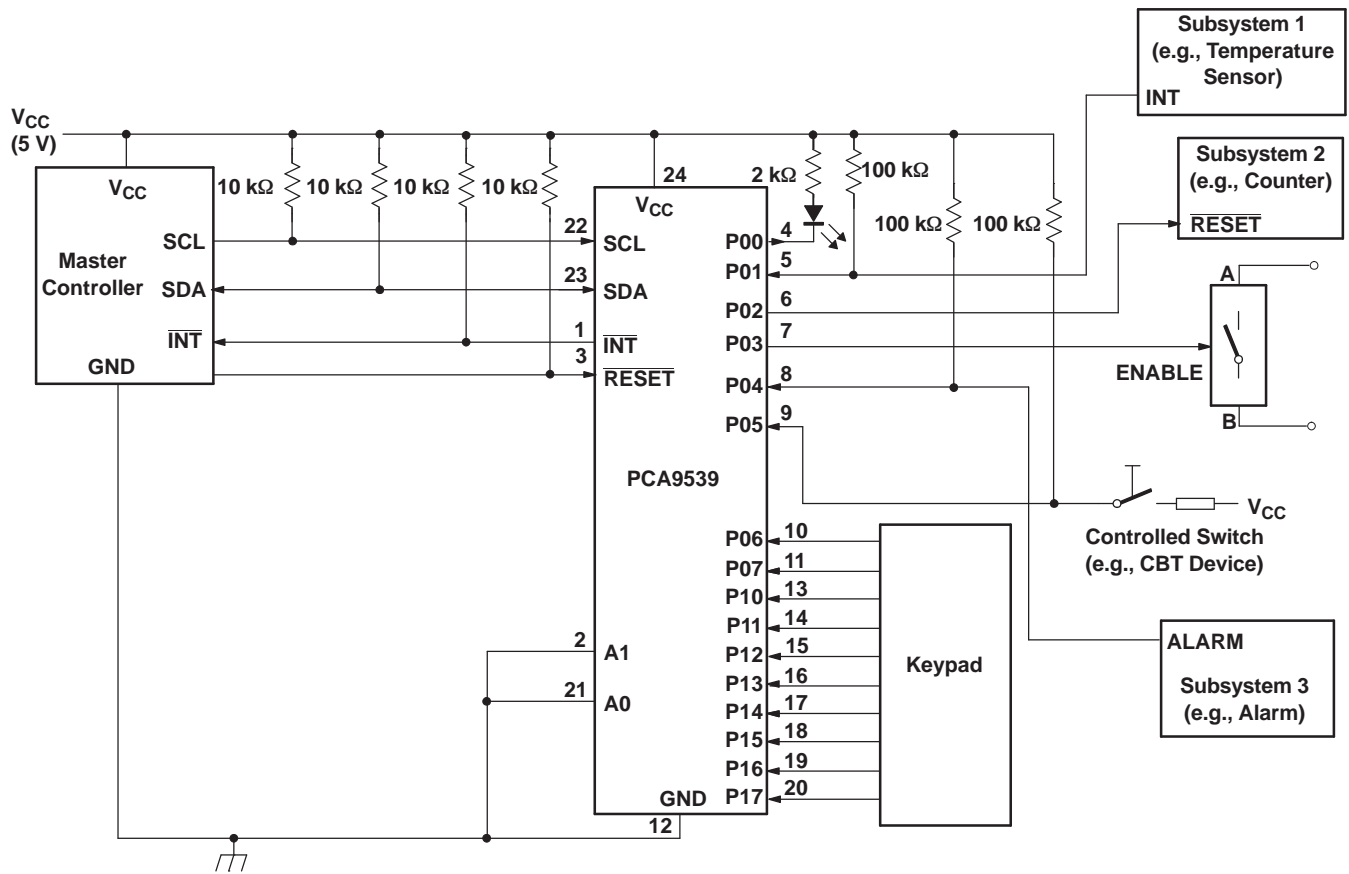 Subsystem 1
(e.g., Temperature
Sensor)
INT
VCC
(5 V)
VCC
10 kΩ
10 kΩ
10 kΩ
10 kΩ
24
VCC
2 kΩ
100 kΩ
100 kΩ
100 kΩ
Subsystem 2
(e.g., Counter)
RESET
Master
Controller
SCL
SDA
INT
GND
22
SCL
23
SDA
1
INT
3
RESET
P00
4
P01
5
P02
6
P03
7
P04
8
P05
9
A
ENABLE
B
PCA9539
VCC
Controlled Switch
(e.g., CBT Device)
P06
10
P07
11
P10
13
P11
14
P12
15
P13
16
P14
17
P15
18
P16
19
P17
20
Keypad
2
A1
21
A0
GND
12
ALARM
Subsystem 3
(e.g., Alarm)